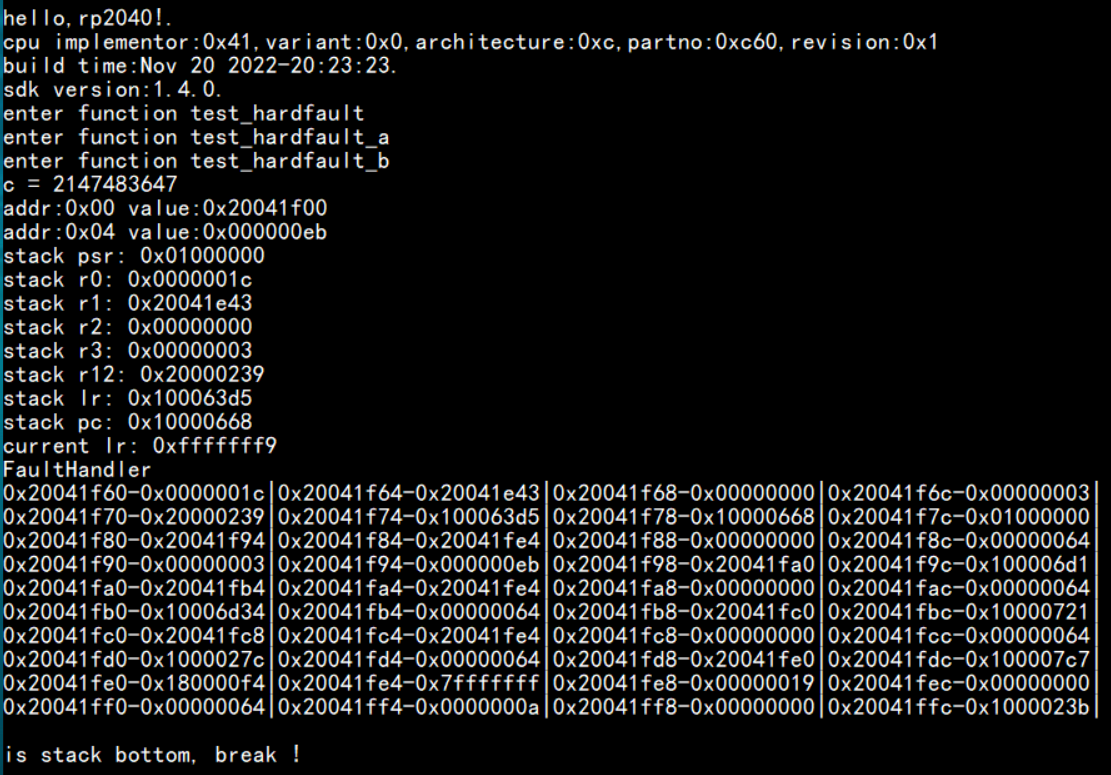 hello,rp2040!.
cpu implementor:0x41,variant:0x0,architecture:0xc,partno:0xc60,revision:0x1
build time:Nov 20 2022-20:23:23.
sdk version:1.4.0.
enter function test_hardfault
enter function test_hardfault_a
enter function test_hardfault_b
c = 2147483647
addr:0x00 value:0x20041f00
addr:0x04 value:0x000000eb
stack psr: 0x01000000
stack r0: 0x0000001c
stack r1: 0x20041e43
stack r2: 0x00000000
stack r3: 0x00000003
stack r12: 0x20000239
stack lr: 0x100063d5
stack pc: 0x10000668
current lr: 0xfffffff9
FaultHandler
0x20041f60-0x0000001c|0x20041f64-0x20041e43|0x20041f68-0x00000000|0x20041f6c-0x00000003|
0x20041f70-0x20000239|0x20041f74-0x100063d5|0x20041f78-0x10000668|0x20041f7c-0x01000000|
0x20041f80-0x20041f94|0x20041f84-0x20041fe4|0x20041f88-0x00000000|0x20041f8c-0x00000064|
0x20041f90-0x00000003|0x20041f94-0x000000eb|0x20041f98-0x20041fa0|0x20041f9c-0x100006d1|
0x20041fa0-0x20041fb4|0x20041fa4-0x20041fe4|0x20041fa8-0x00000000|0x20041fac-0x00000064|
0x20041fb0-0x10006d34|0x20041fb4-0x00000064|0x20041fb8-0x20041fc0|0x20041fbc-0x10000721|
0x20041fc0-0x20041fc8|0x20041fc4-0x20041fe4|0x20041fc8-0x00000000|0x20041fcc-0x00000064|
0x20041fd0-0x1000027c|0x20041fd4-0x00000064|0x20041fd8-0x20041fe0|0x20041fdc-0x100007c7|
0x20041fe0-0x180000f4|0x20041fe4-0x7fffffff|0x20041fe8-0x00000019|0x20041fec-0x00000000|
0x20041ff0-0x00000064|0x20041ff4-0x0000000a|0x20041ff8-0x00000000|0x20041ffc-0x1000023b|
is stack bottom, break !